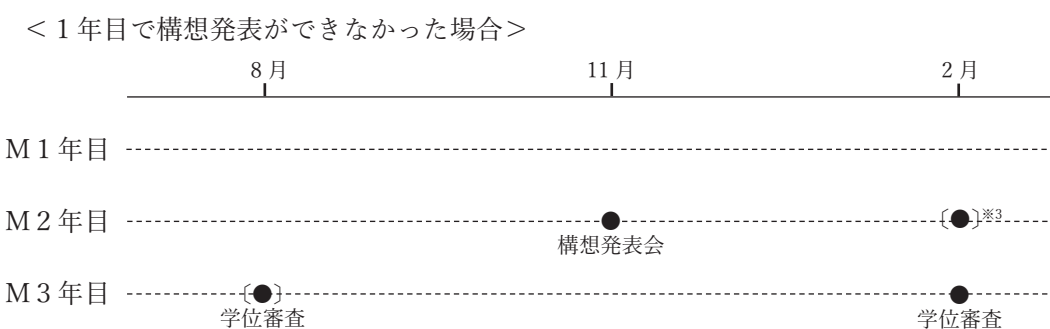 ＜１年目で構想発表ができなかった場合＞
8月 11月 2月
Ｍ１年目
Ｍ２年目 〔●〕※3
構想発表会
Ｍ３年目 〔●〕
学位審査 学位審査